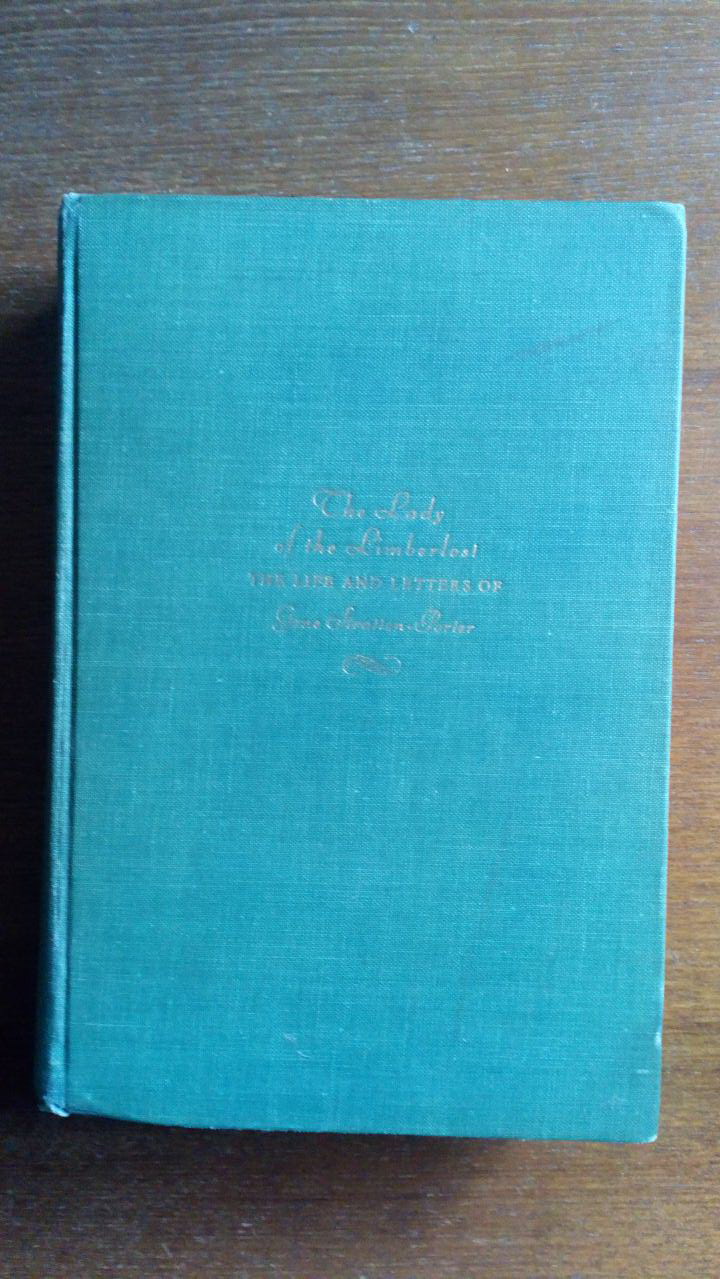 The Lady
of the Limberlost
THE LIFE AND LETTERS OF
Gene Stratton-Porter